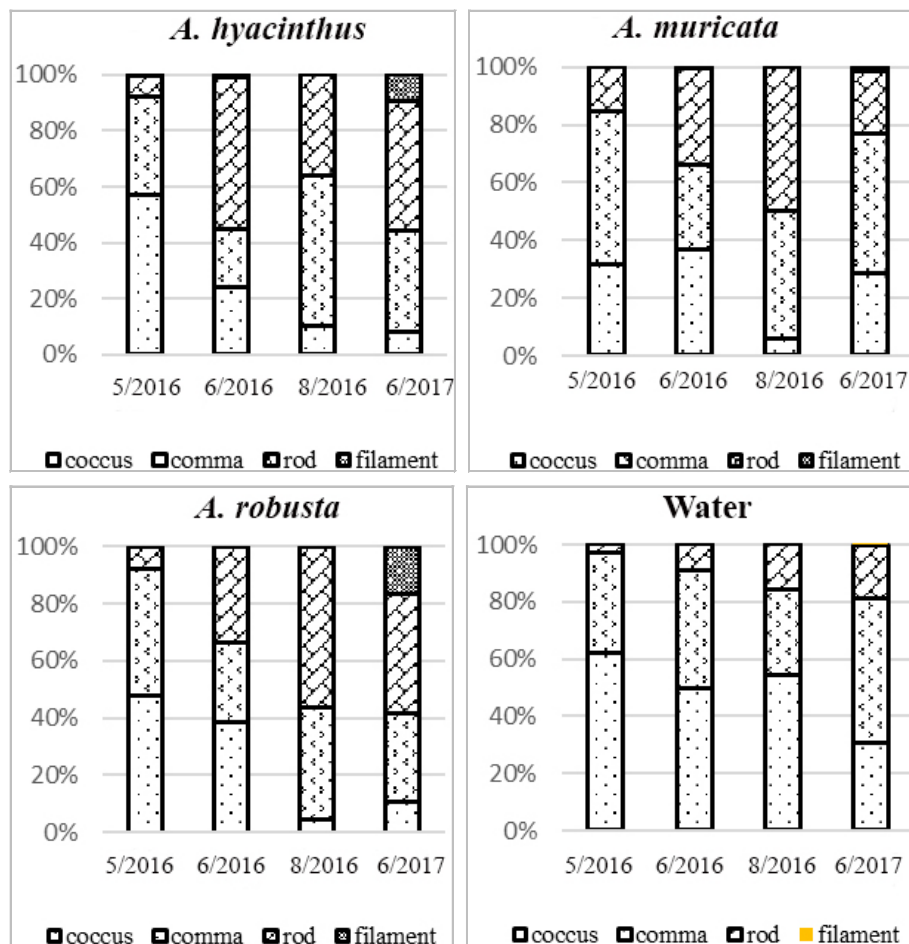 A. hyacinthus
100%
80%
60%
40%
20%
0%
5/2016 6/2016 8/2016 6/2017
coccus comma rod filament
A. muricata
100%
80%
60%
40%
20%
0%
5/2016 6/2016 8/2016 6/2017
coccus comma rod filament
A. robusta
100%
80%
60%
40%
20%
0%
5/2016 6/2016 8/2016 6/2017
coccus comma rod filament
Water
100%
80%
60%
40%
20%
0%
5/2016 6/2016 8/2016 6/2017
coccus comma rod filament